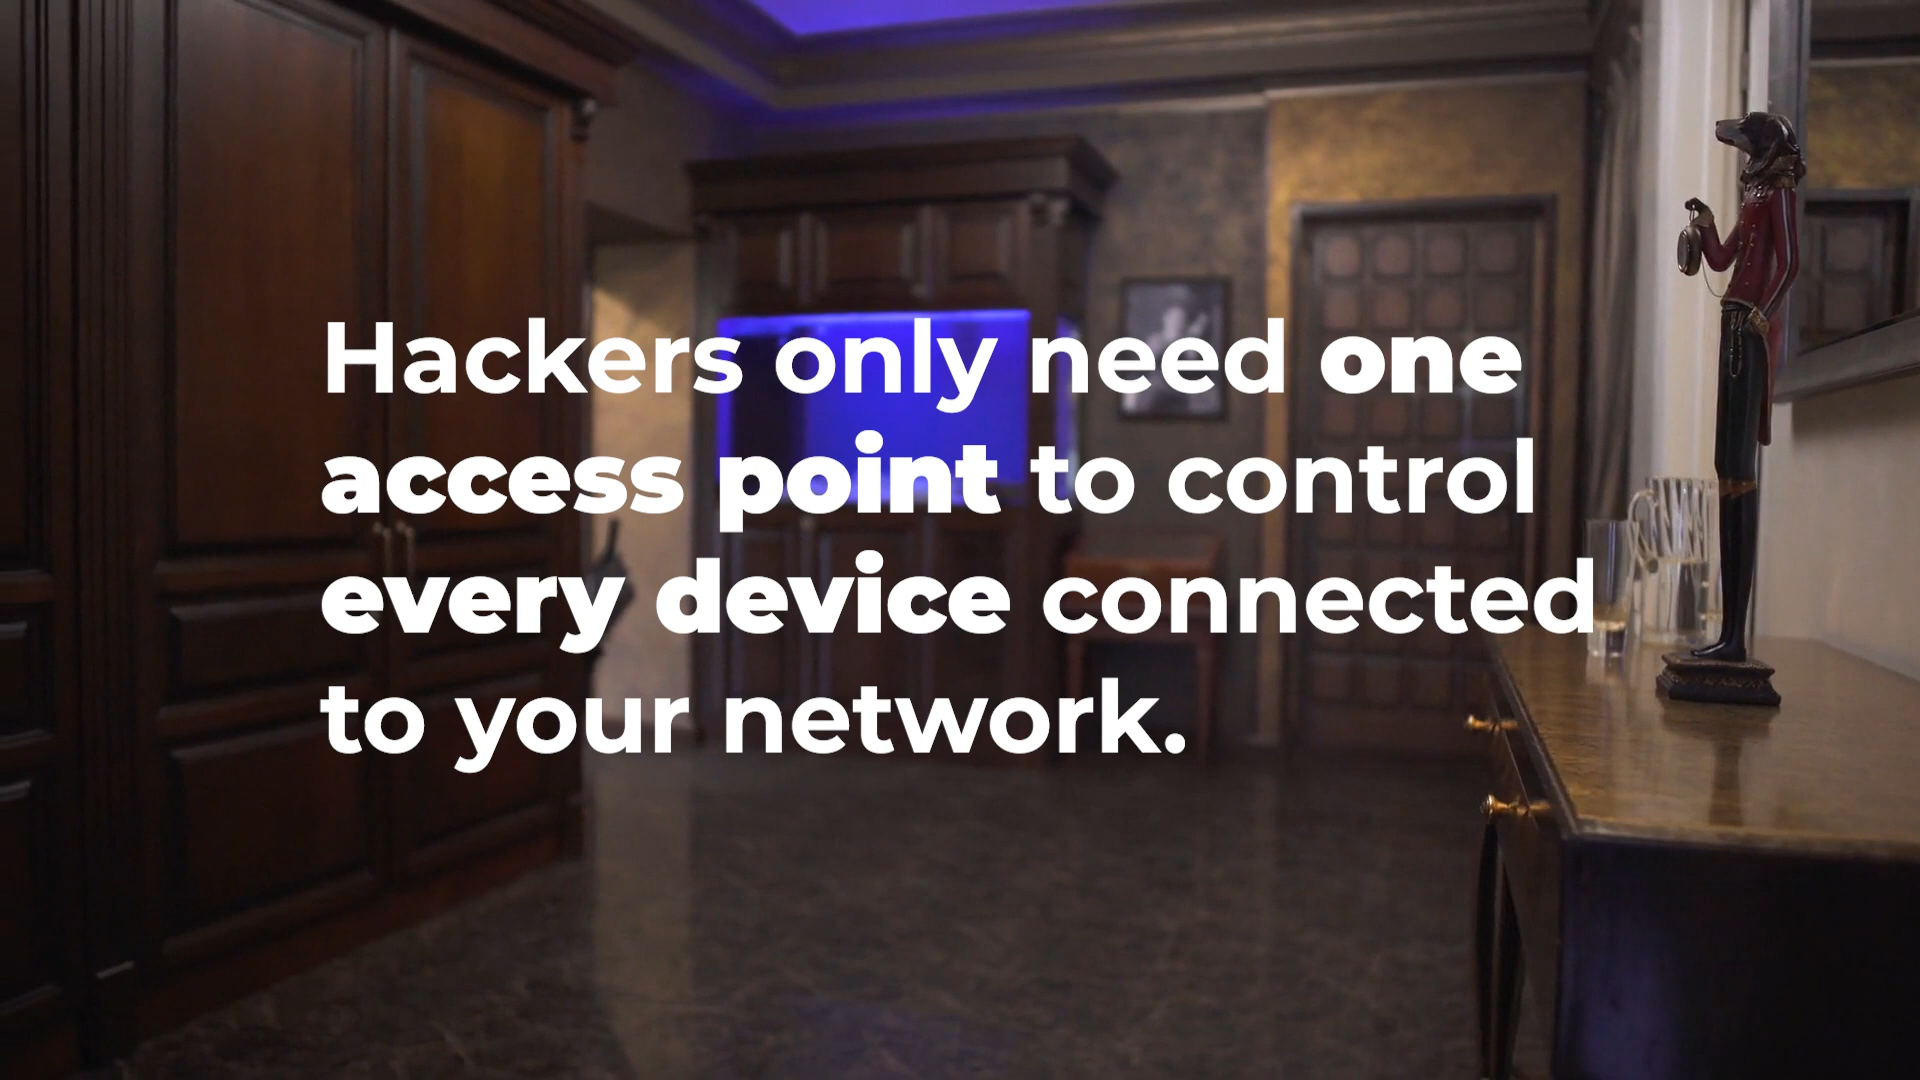 Hackers only need one
access point to control
every device connected
to your network.